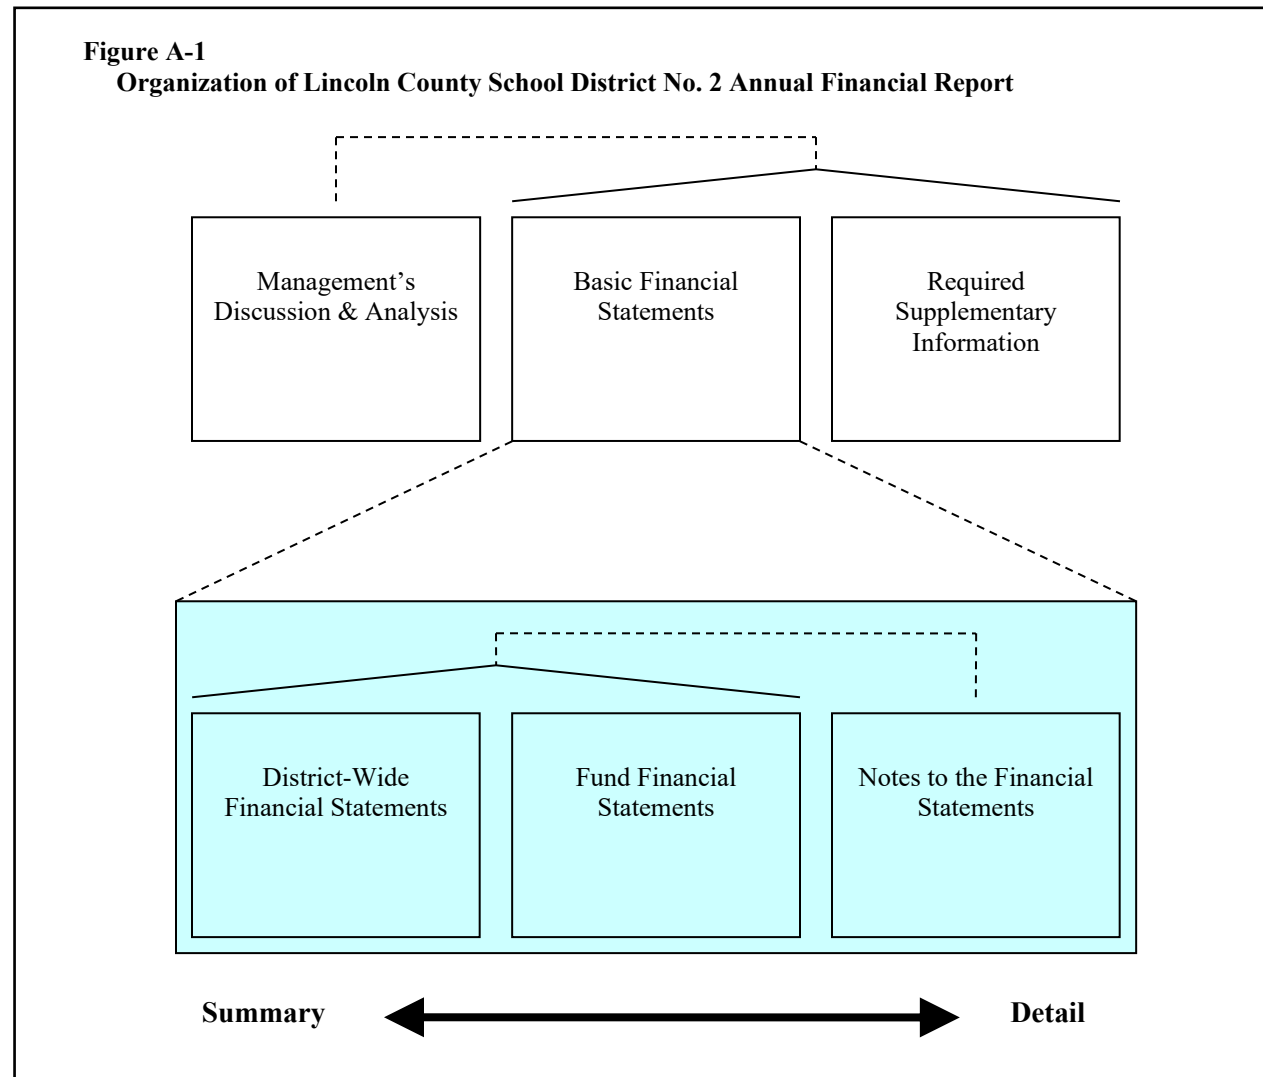 Figure A-1
Organization of Lincoln County School District No. 2 Annual Financial Report
Management’s
Discussion & Analysis
Basic Financial
Statements
Required
Supplementary
Information
District-Wide
Financial Statements
Fund Financial
Statements
Notes to the Financial
Statements
Summary
Detail